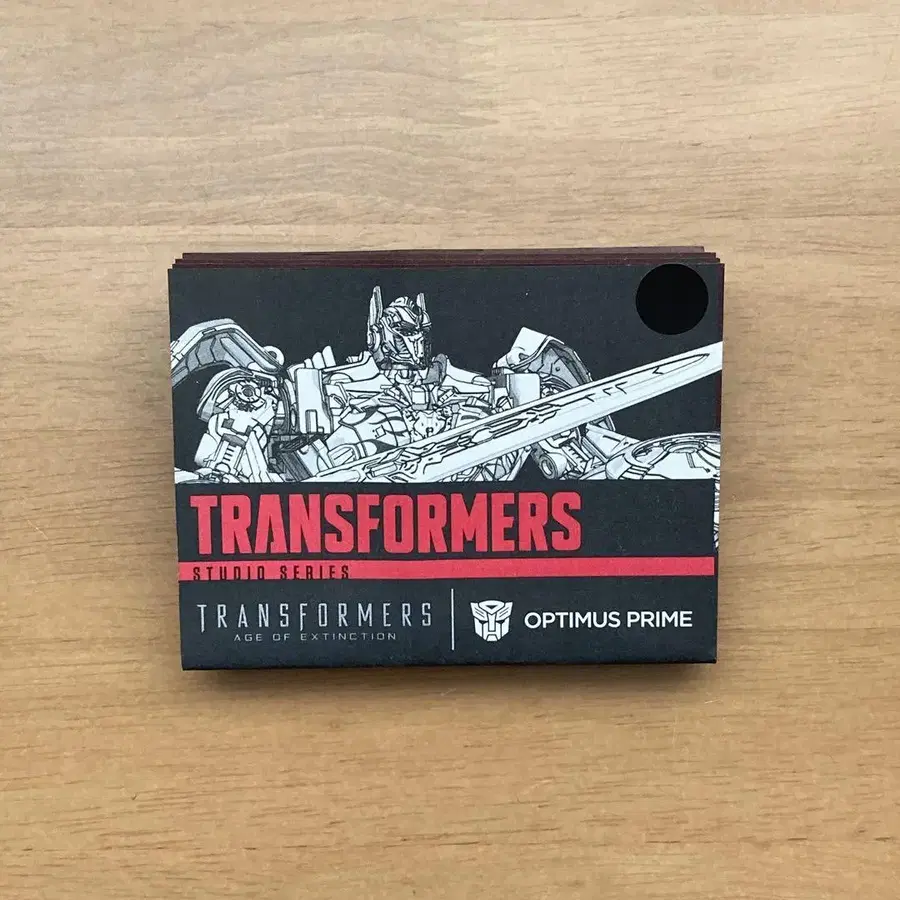 TRANSFORMERS
STUDIO SERIES
TRANSFORMERS
AGE OF EXTINCTION
OPTIMUS PRIME